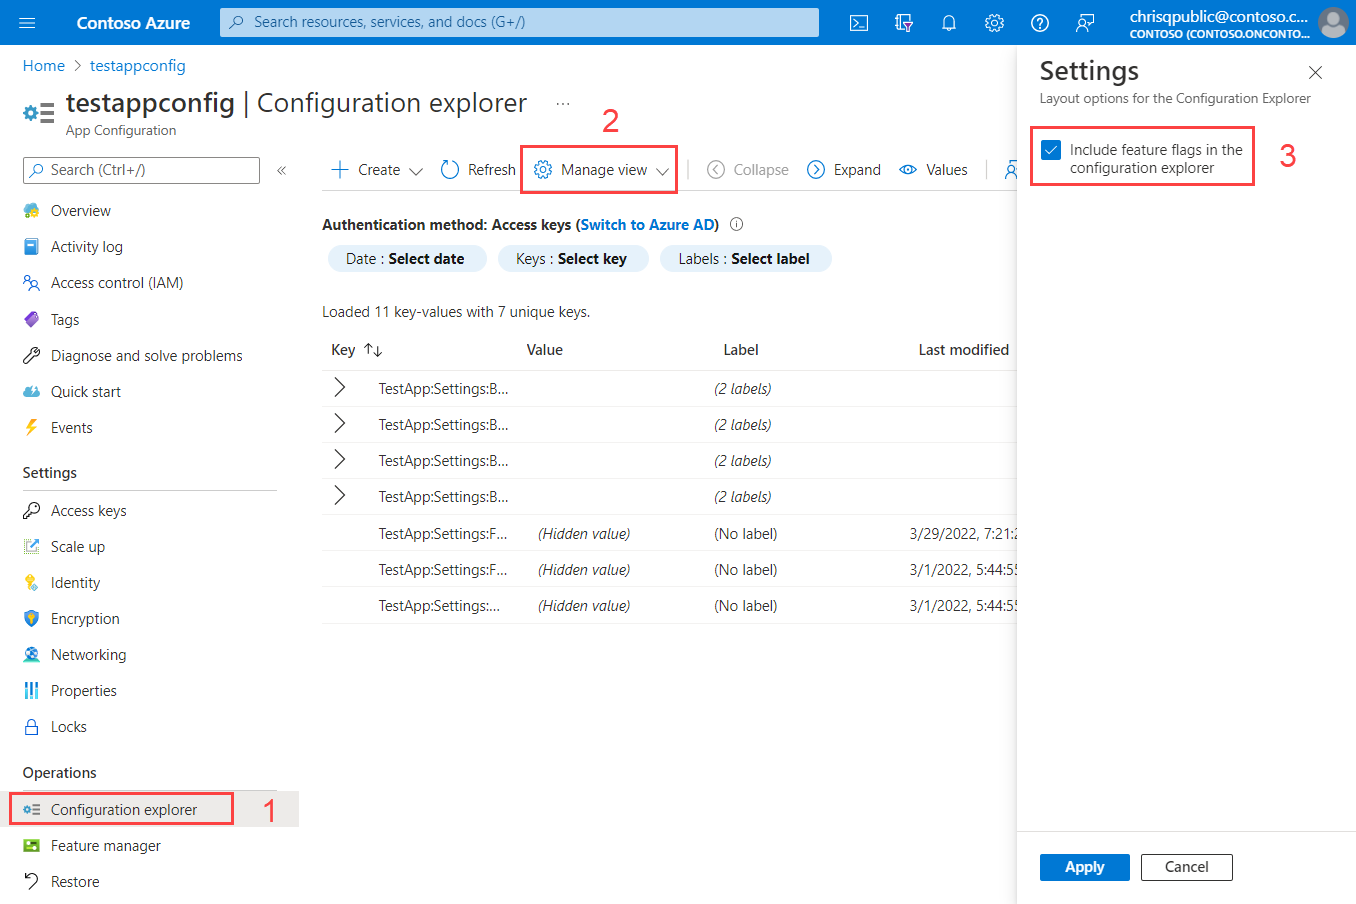 Contoso Azure
Search resources, services, and docs (G+/)
chrisqpublic@contoso.c...
CONTOSO (CONTOSO.ONCONTO...
Home > testappconfig
testappconfig | Configuration explorer ...
App Configuration
Search (Ctrl+/)
«
Overview
Activity log
Access control (IAM)
Tags
Diagnose and solve problems
Quick start
Events
Settings
Access keys
Scale up
Identity
Encryption
Networking
Properties
Locks
Operations
Configuration explorer
1
Feature manager
Restore
2
Create
Refresh
Manage view
Collapse
Expand
Values
Authentication method: Access keys (Switch to Azure AD)
Date : Select date
Keys : Select key
Labels : Select label
Loaded 11 key-values with 7 unique keys.
Key Value Label Last modified
TestApp:Settings:B... (2 labels)
TestApp:Settings:B... (2 labels)
TestApp:Settings:B... (2 labels)
TestApp:Settings:B... (2 labels)
TestApp:Settings:F... (Hidden value) (No label) 3/29/2022, 7:21:2
TestApp:Settings:F... (Hidden value) (No label) 3/1/2022, 5:44:55
TestApp:Settings:... (Hidden value) (No label) 3/1/2022, 5:44:55
Settings
Layout options for the Configuration Explorer
Include feature flags in the
configuration explorer
3
Apply
Cancel